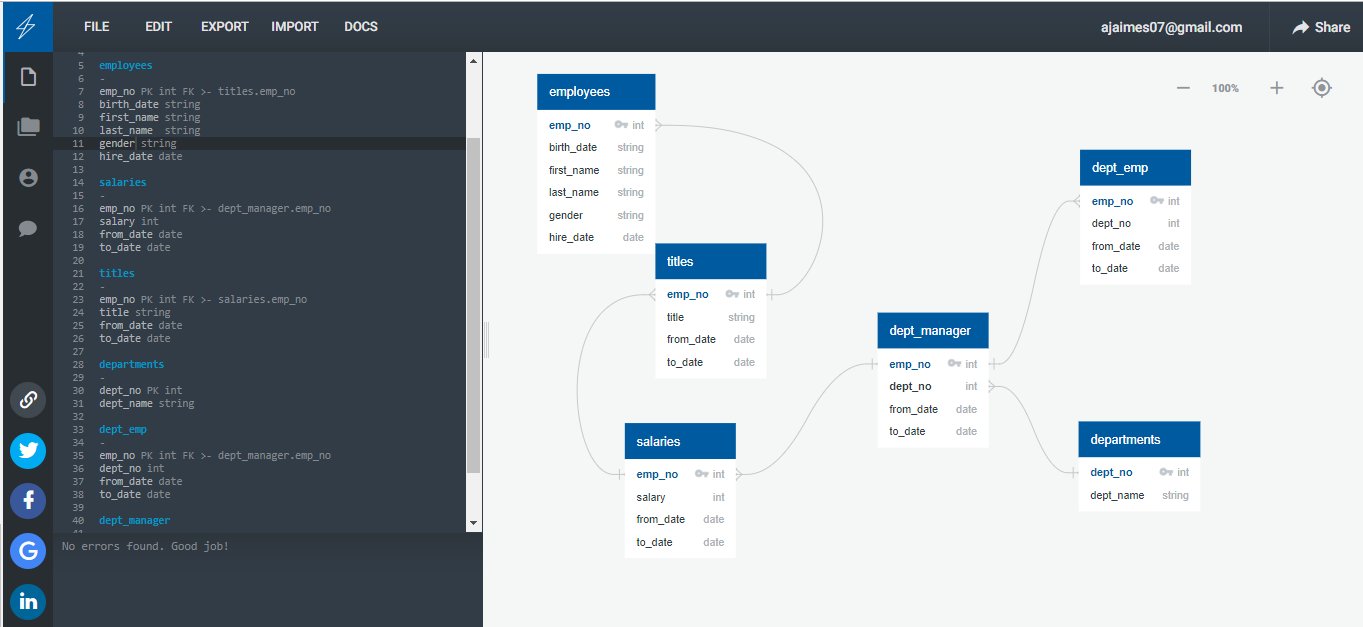 FILE EDIT EXPORT IMPORT DOCS ajaimes07@gmail.com Share
4
5 employees
6 -
7 emp_no PK int FK >- titles.emp_no
8 birth_date string
9 first_name string
10 last_name  string
11 gender string
12 hire_date date
13
14 salaries
15 -
16 emp_no PK int FK >- dept_manager.emp_no
17 salary int
18 from_date date
19 to_date date
20
21 titles
22 -
23 emp_no PK int FK >- salaries.emp_no
24 title string
25 from_date date
26 to_date date
27
28 departments
29 -
30 dept_no PK int
31 dept_name string
32
33 dept_emp
34 -
35 emp_no PK int FK >- dept_manager.emp_no
36 dept_no int
37 from_date date
38 to_date date
39
40 dept_manager
41
No errors found. Good job!
100%
employees
emp_no int
birth_date string
first_name string
last_name string
gender string
hire_date date
titles
emp_no int
title string
from_date date
to_date date
salaries
emp_no int
salary int
from_date date
to_date date
dept_manager
emp_no int
dept_no int
from_date date
to_date date
dept_emp
emp_no int
dept_no int
from_date date
to_date date
departments
dept_no int
dept_name string
f
G
in